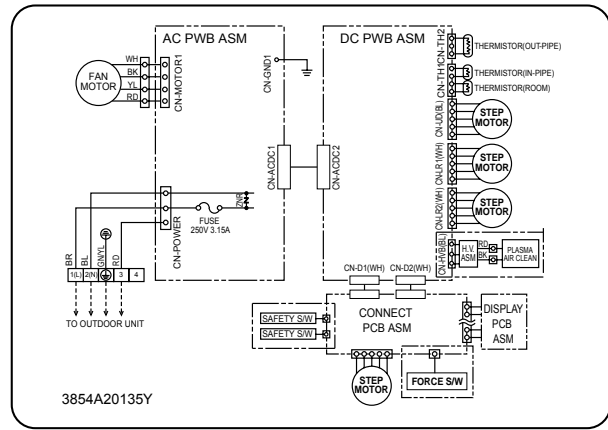 AC PWB ASM
DC PWB ASM
FAN
MOTOR
WH
BK
YL
RD
CN-MOTOR1
CN-GND1
CN-TH2
THERMISTOR(OUT-PIPE)
CN-TH1
THERMISTOR(IN-PIPE)
THERMISTOR(ROOM)
CN-UD(BL)
STEP
MOTOR
CN-ACDC1
CN-ACDC2
CN-LR1(WH)
STEP
MOTOR
CN-LR2(WH)
STEP
MOTOR
CN-POWER
ZNR
FUSE
250V 3.15A
CN-HVB(BL)
H.V.
ASM
RD
BK
PLASMA
AIR CLEAN
BR
BL
GN/YL
RD
1(L)
2(N)
3
4
TO OUTDOOR UNIT
CN-D1(WH)
CN-D2(WH)
CONNECT
PCB ASM
DISPLAY
PCB
ASM
SAFETY S/W
SAFETY S/W
STEP
MOTOR
FORCE S/W
3854A20135Y